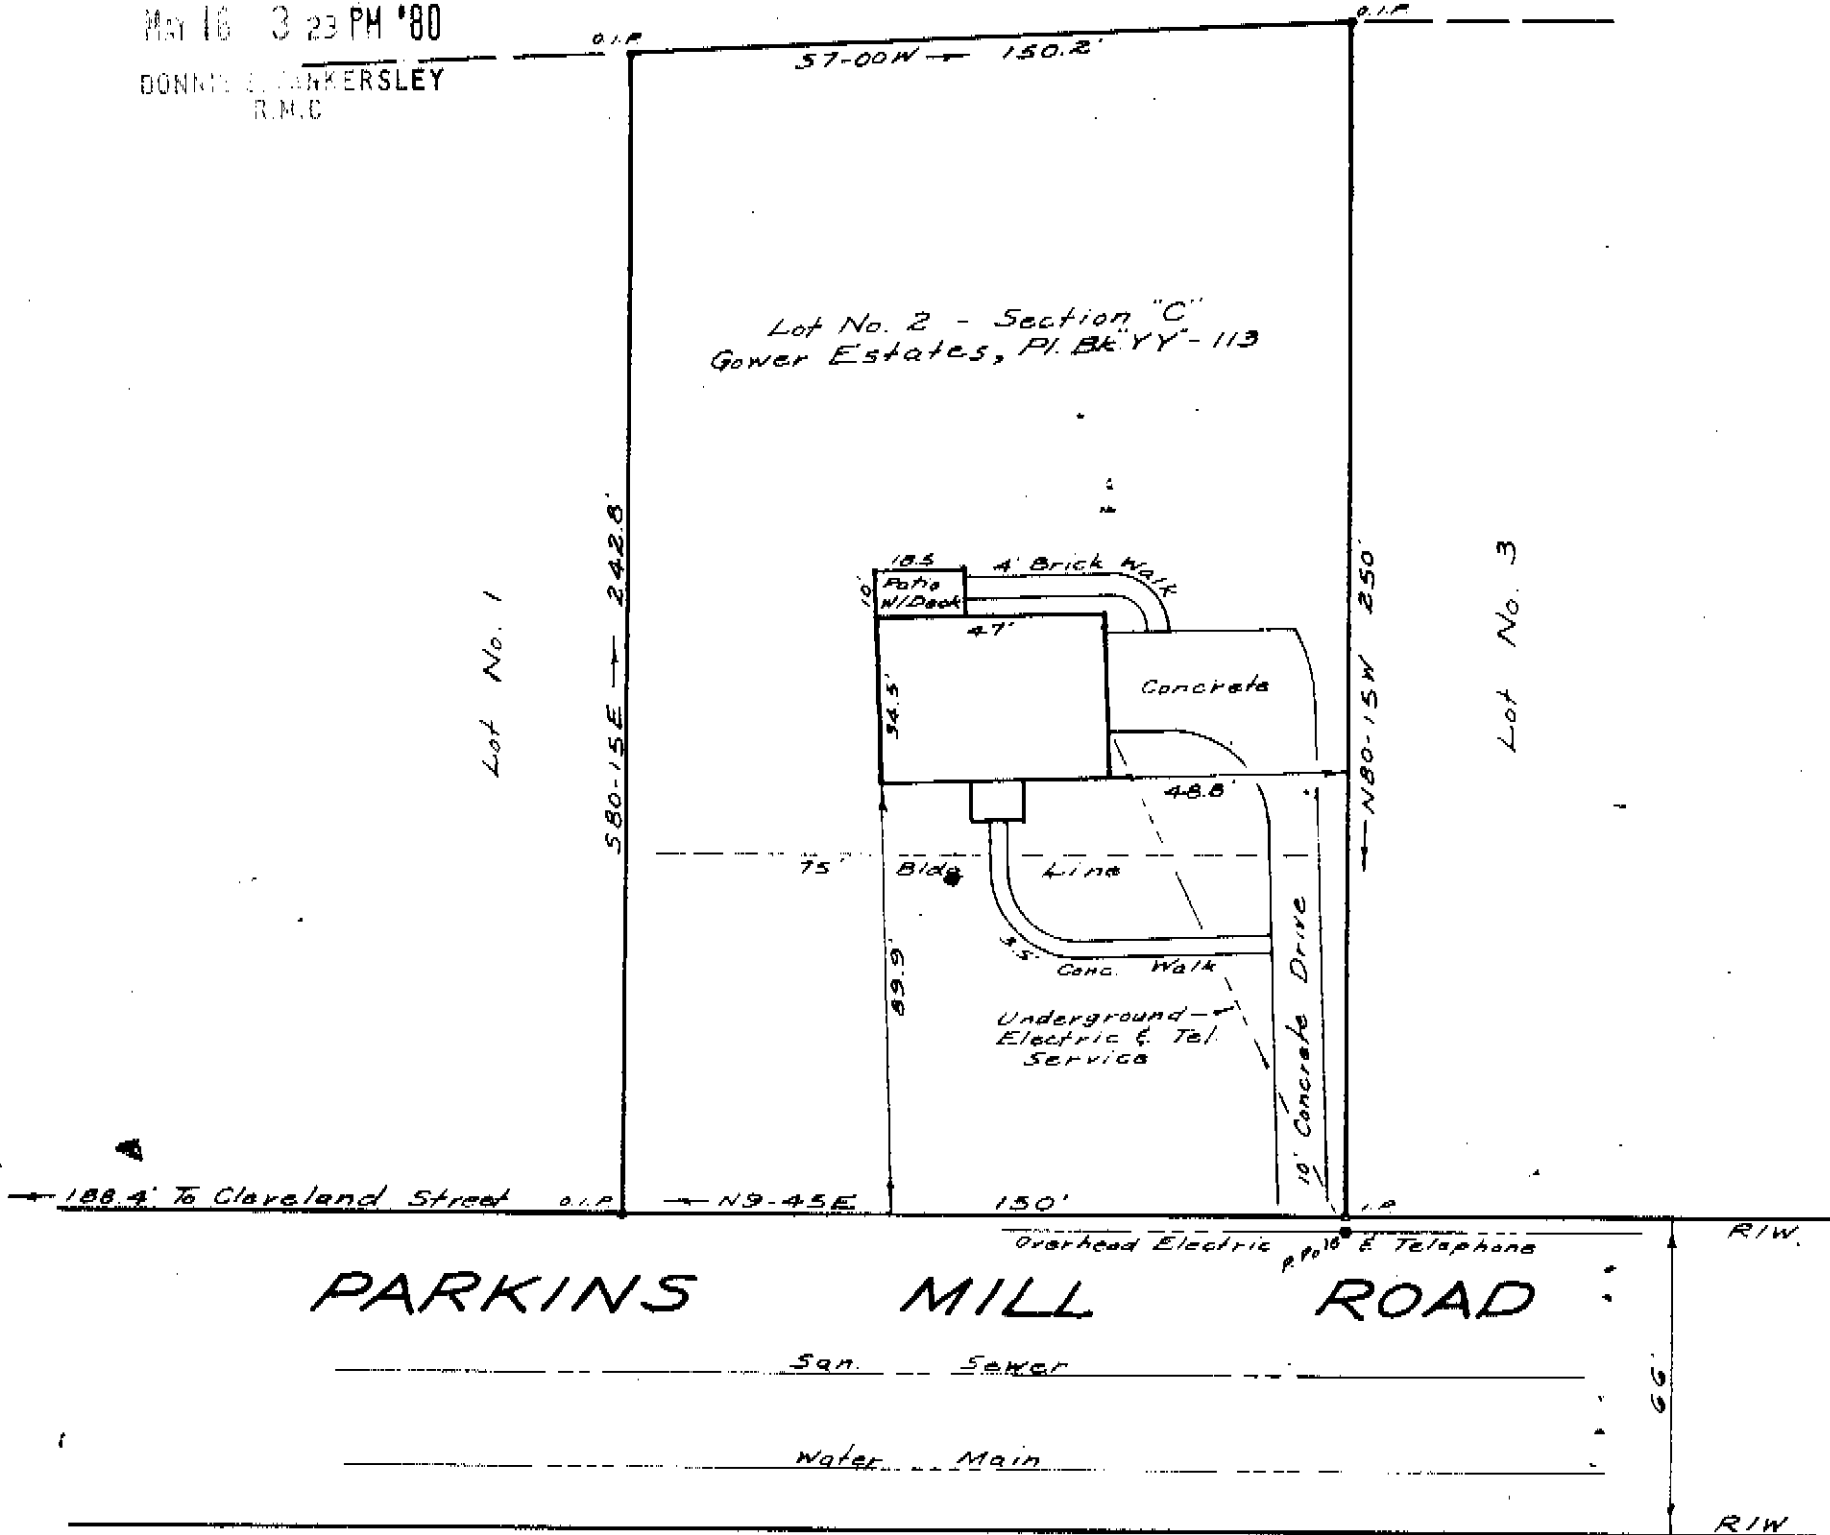 MAY 16 3 23 PM '80
DONNIE S. TANKERSLEY
R.M.C
O.I.P.
O.I.P.
S7-00W → 150.2'
Lot No. 2 - Section "C"
Gower Estates, Pl. Bk "YY" - 113
Lot No. 1
S80-15E → 242.8'
18.5
10'
Patio
W/Deck
4' Brick Walk
47'
34.5'
Concrete
48.8'
← N80-15W 250'
Lot No. 3
75' Bldg Line
89.9'
3.5' Conc. Walk
Underground
Electric & Tel.
Service
10' Concrete Drive
← 188.4' To Cleveland Street
O.I.P.
← N9-45E 150'
I.P.
R/W.
Overhead Electric & Telephone
PARKINS MILL ROAD
San. Sewer
66'
Water Main
R/W